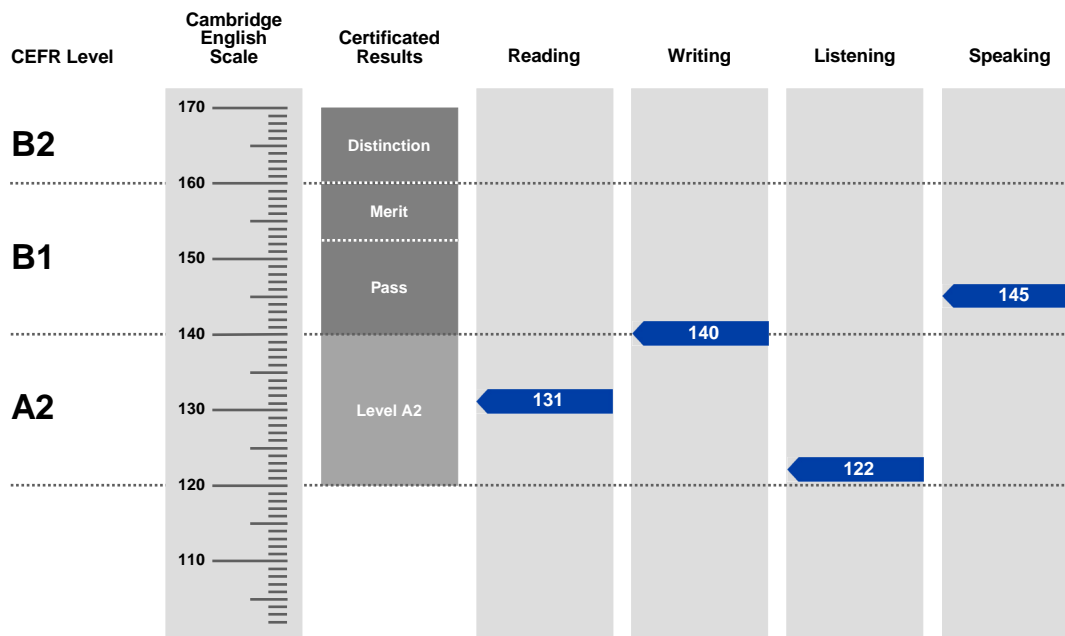 CEFR Level
Cambridge
English
Scale
Certificated
Results
Reading
Writing
Listening
Speaking
170
B2
Distinction
160
Merit
B1
150
Pass
145
140
140
131
A2
130
Level A2
122
120
110